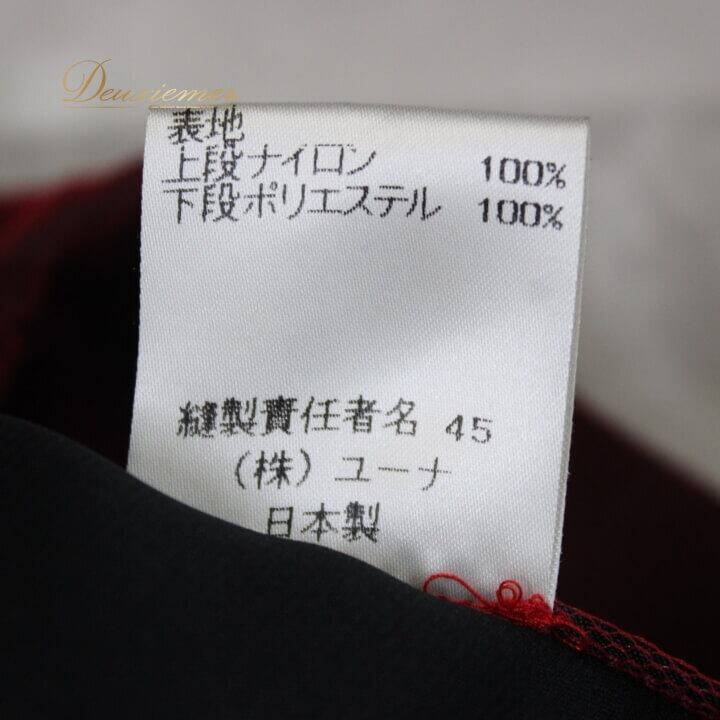 Deuxiemer
表地
上段ナイロン 100%
下段ポリエステル 100%
縫製責任者名 45
(株) ユーナ
日本製